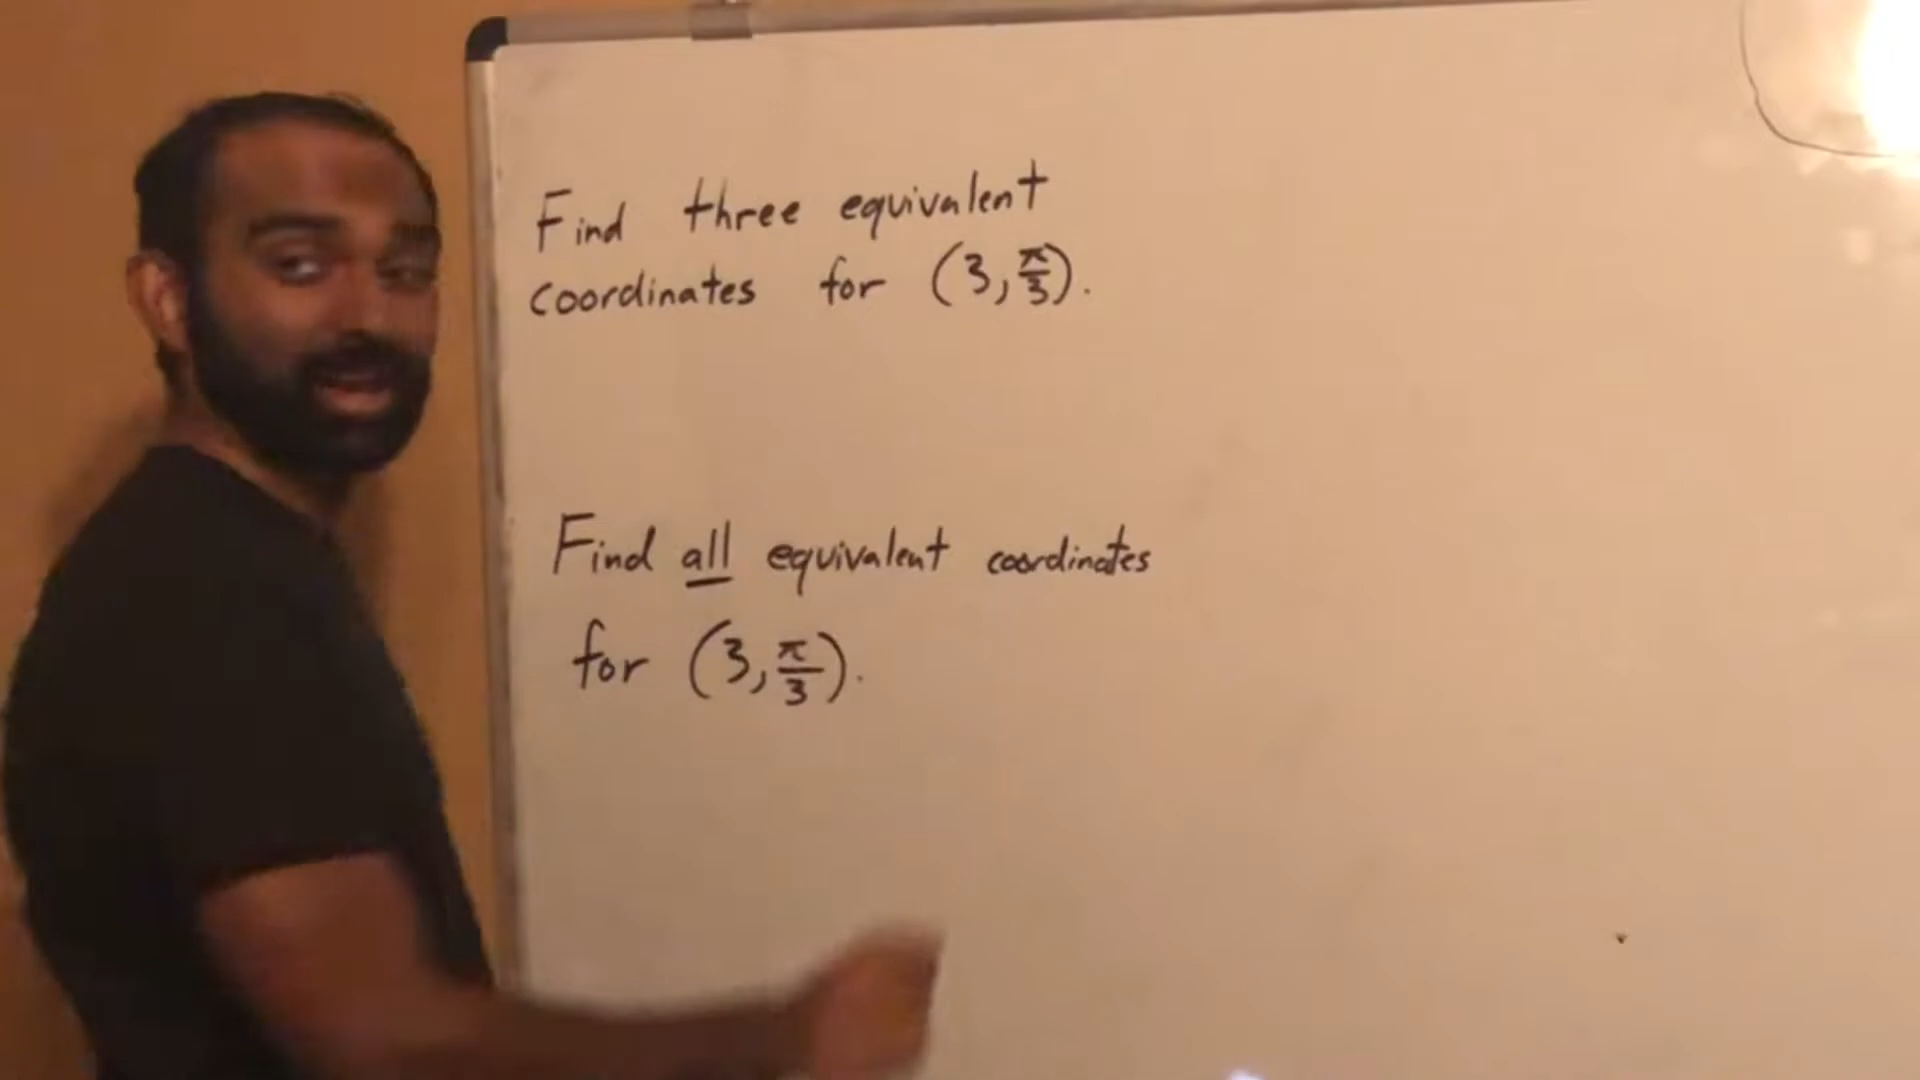 Find three equivalent
coordinates for (3, π/3).
Find all equivalent coordinates
for (3, π/3).